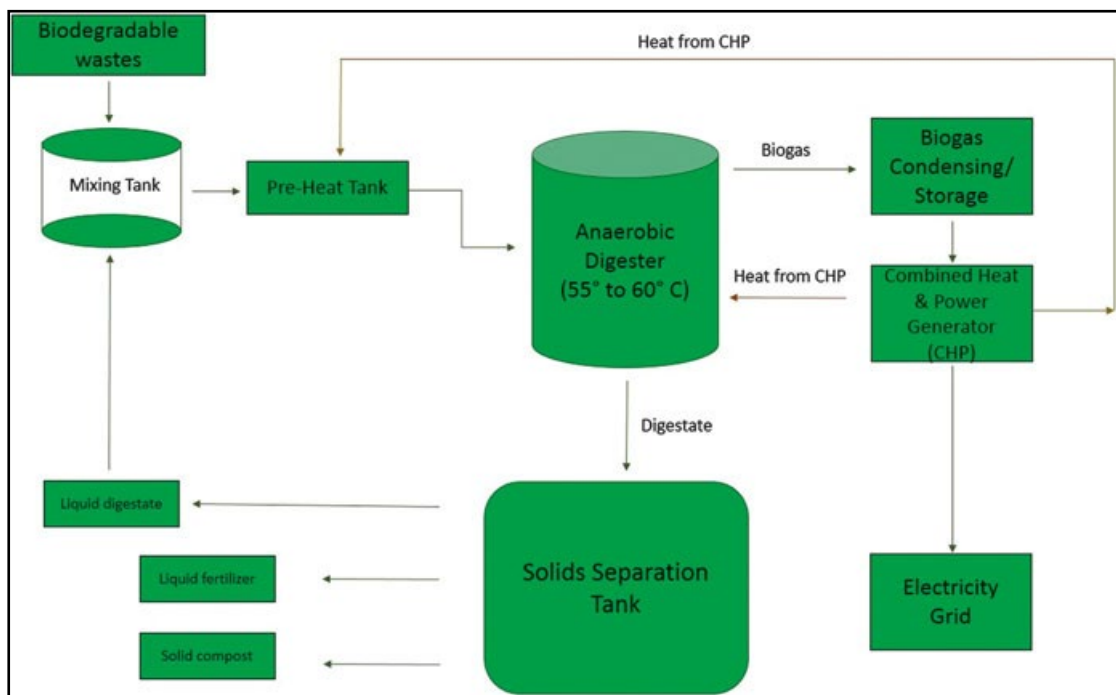 Biodegradable
wastes
Heat from CHP
Mixing Tank
Pre-Heat Tank
Anaerobic
Digester
(55° to 60° C)
Biogas
Biogas
Condensing/
Storage
Heat from CHP
Combined Heat
& Power
Generator
(CHP)
Digestate
Liquid digestate
Liquid fertilizer
Solid compost
Solids Separation
Tank
Electricity
Grid